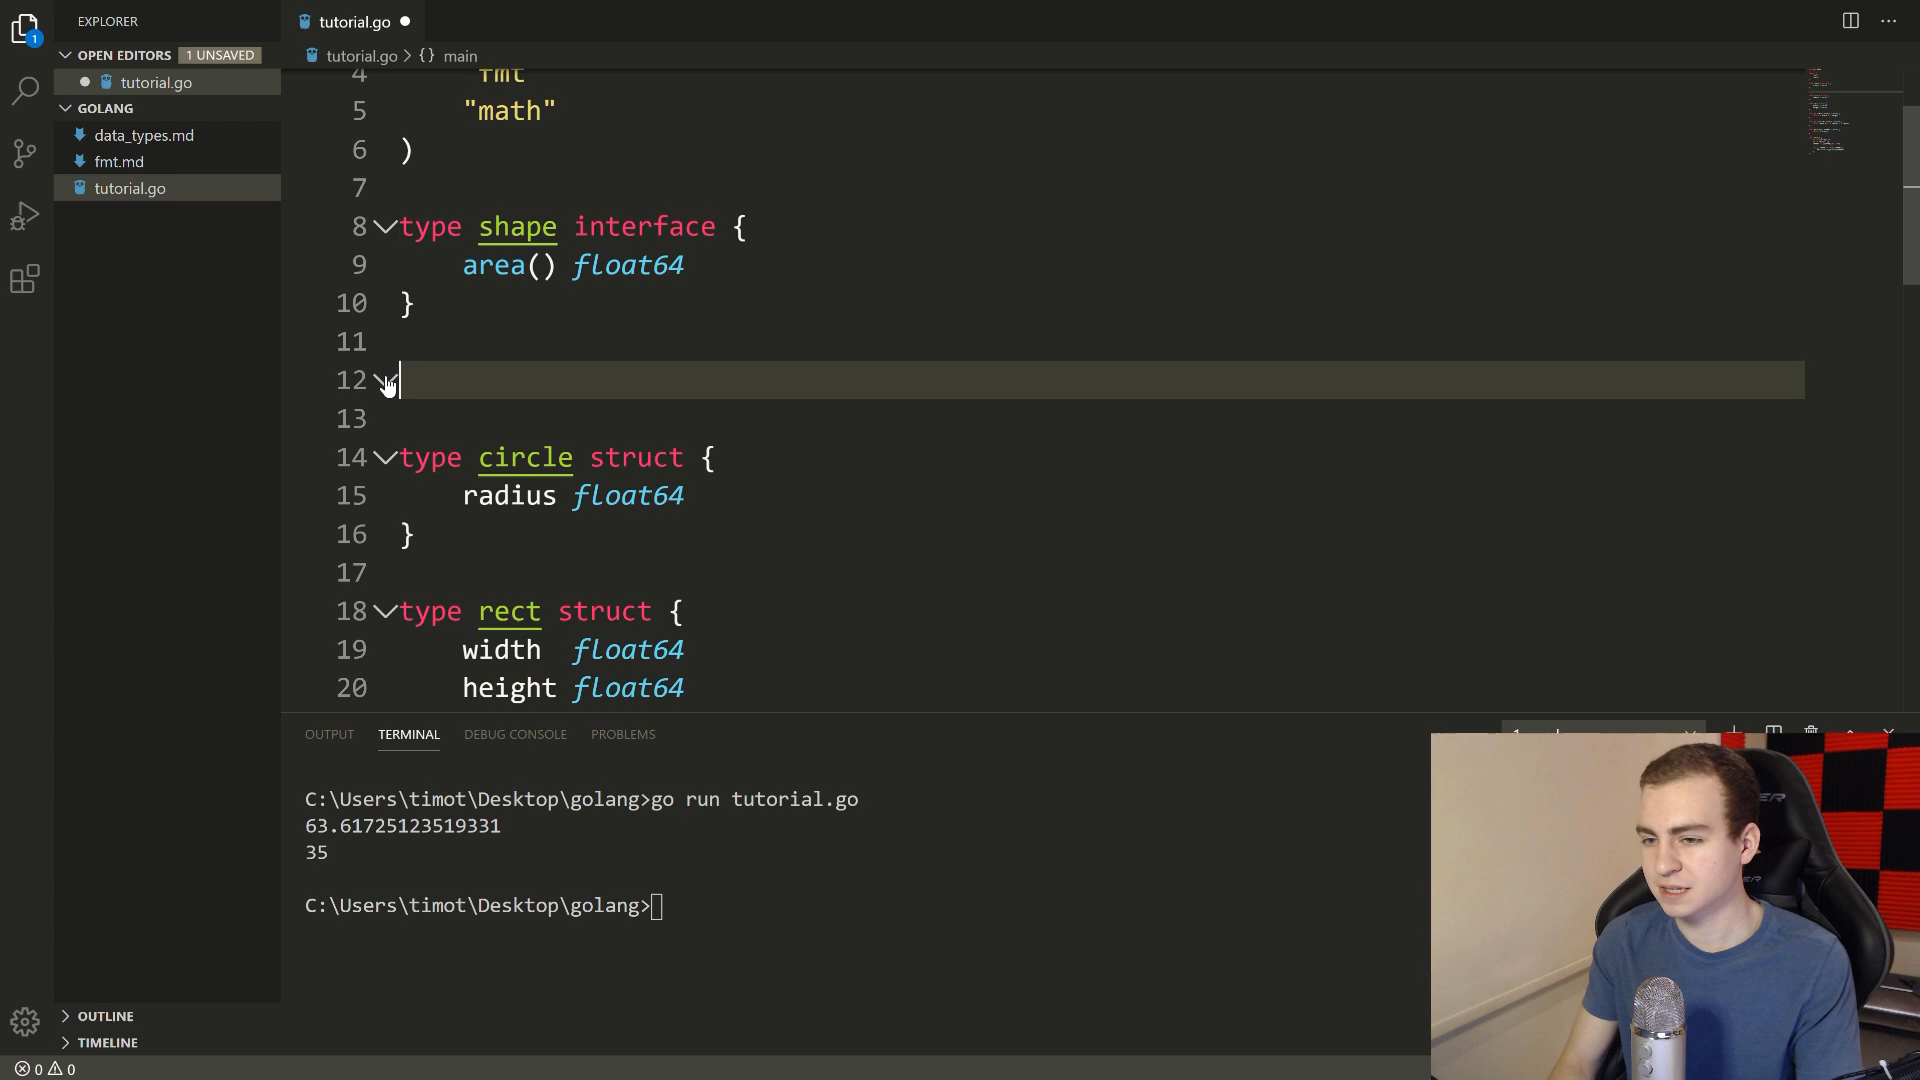 EXPLORER
OPEN EDITORS 1 UNSAVED
tutorial.go
GOLANG
data_types.md
fmt.md
tutorial.go
OUTLINE
TIMELINE
1
tutorial.go
tutorial.go > {} main
4 "fmt"
5 "math"
6 )
7
8 type shape interface {
9 area() float64
10 }
11
12
13
14 type circle struct {
15 radius float64
16 }
17
18 type rect struct {
19 width float64
20 height float64
OUTPUT TERMINAL DEBUG CONSOLE PROBLEMS
C:\Users\timot\Desktop\golang>go run tutorial.go
63.61725123519331
35
C:\Users\timot\Desktop\golang>
0 0